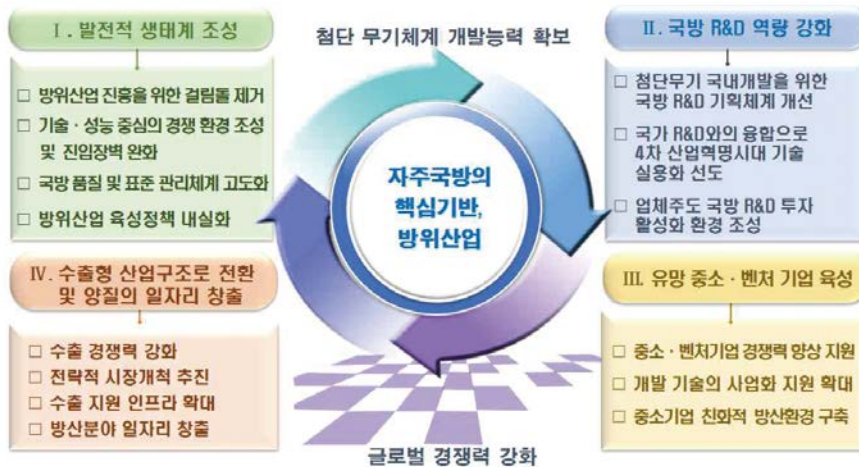 Ⅰ. 발전적 생태계 조성
□ 방위산업 진흥을 위한 걸림돌 제거
□ 기술·성능 중심의 경쟁 환경 조성
및 진입장벽 완화
□ 국방 품질 및 표준 관리체계 고도화
□ 방위산업 육성정책 내실화
첨단 무기체계 개발능력 확보
Ⅱ. 국방 R&D 역량 강화
□ 첨단무기 국내개발을 위한
국방 R&D 기획체계 개선
□ 국가 R&D와의 융합으로
4차 산업혁명시대 기술
실용화 선도
□ 업체주도 국방 R&D 투자
활성화 환경 조성
자주국방의
핵심기반,
방위산업
Ⅳ. 수출형 산업구조로 전환
및 양질의 일자리 창출
□ 수출 경쟁력 강화
□ 전략적 시장개척 추진
□ 수출 지원 인프라 확대
□ 방산분야 일자리 창출
Ⅲ. 유망 중소·벤처 기업 육성
□ 중소·벤처기업 경쟁력 향상 지원
□ 개발 기술의 사업화 지원 확대
□ 중소기업 친화적 방산환경 구축
글로벌 경쟁력 강화